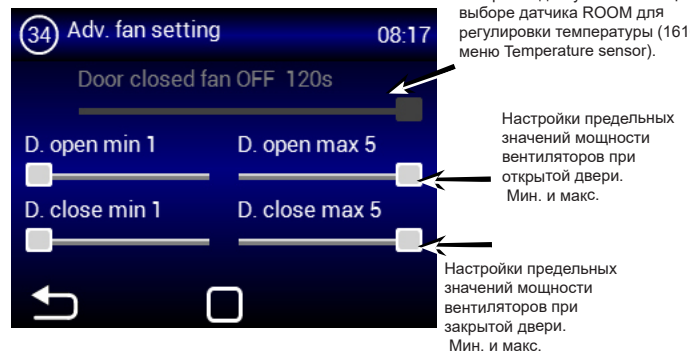 34 Adv. fan setting 08:17
Door closed fan OFF 120s
D. open min 1 D. open max 5
D. close min 1 D. close max 5
выборе датчика ROOM для
регулировки температуры (161
меню Temperature sensor).
Настройки предельных
значений мощности
вентиляторов при
открытой двери.
Мин. и макс.
Настройки предельных
значений мощности
вентиляторов при
закрытой двери.
Мин. и макс.